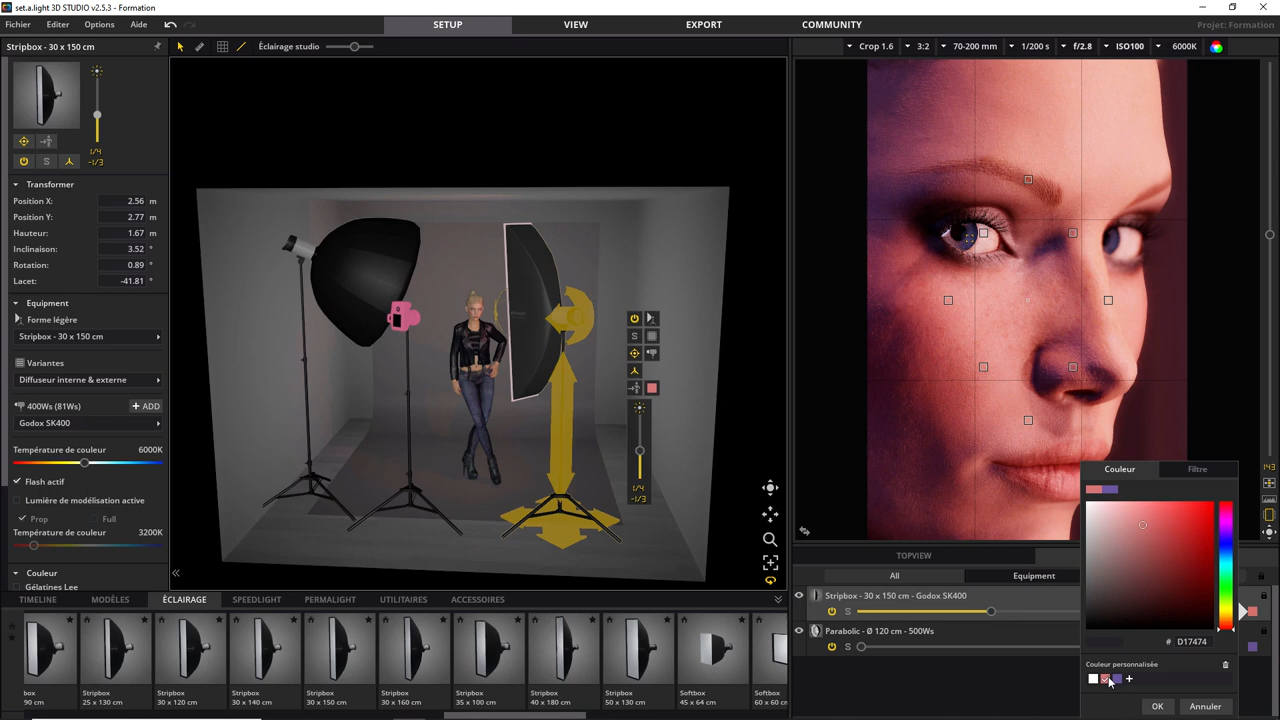 set.a.light 3D STUDIO v2.5.3 - Formation
Fichier Editer Options Aide SETUP VIEW EXPORT COMMUNITY Projet: Formation
Stripbox - 30 x 150 cm Éclairage studio Crop 1.6 3:2 70-200 mm 1/200 s f/2.8 ISO100 6000K
1/4
-1/3
S
Transformer
Position X: 2.56 m
Position Y: 2.77 m
Hauteur: 1.67 m
Inclinaison: 3.52 °
Rotation: 0.89 °
Lacet: -41.81 °
Equipment
Forme légère
Stripbox - 30 x 150 cm
Variantes
Diffuseur interne & externe
400Ws (81Ws) + ADD
Godox SK400
Température de couleur 6000K
Flash actif
Lumière de modélisation active
Prop Full
Température de couleur 3200K
Couleur
Gélatines Lee
S
1/4
-1/3
143
Couleur Filtre
# D17474
Couleur personnalisée
OK Annuler
TOPVIEW
All Equipment
Stripbox - 30 x 150 cm - Godox SK400
S
Parabolic - Ø 120 cm - 500Ws
S
TIMELINE MODÈLES ÉCLAIRAGE SPEEDLIGHT PERMALIGHT UTILITAIRES ACCESSOIRES
box
90 cm
Stripbox
25 x 130 cm
Stripbox
30 x 120 cm
Stripbox
30 x 140 cm
Stripbox
30 x 150 cm
Stripbox
30 x 160 cm
Stripbox
35 x 100 cm
Stripbox
40 x 180 cm
Stripbox
50 x 130 cm
Softbox
45 x 64 cm
Softbox
60 x 60 c